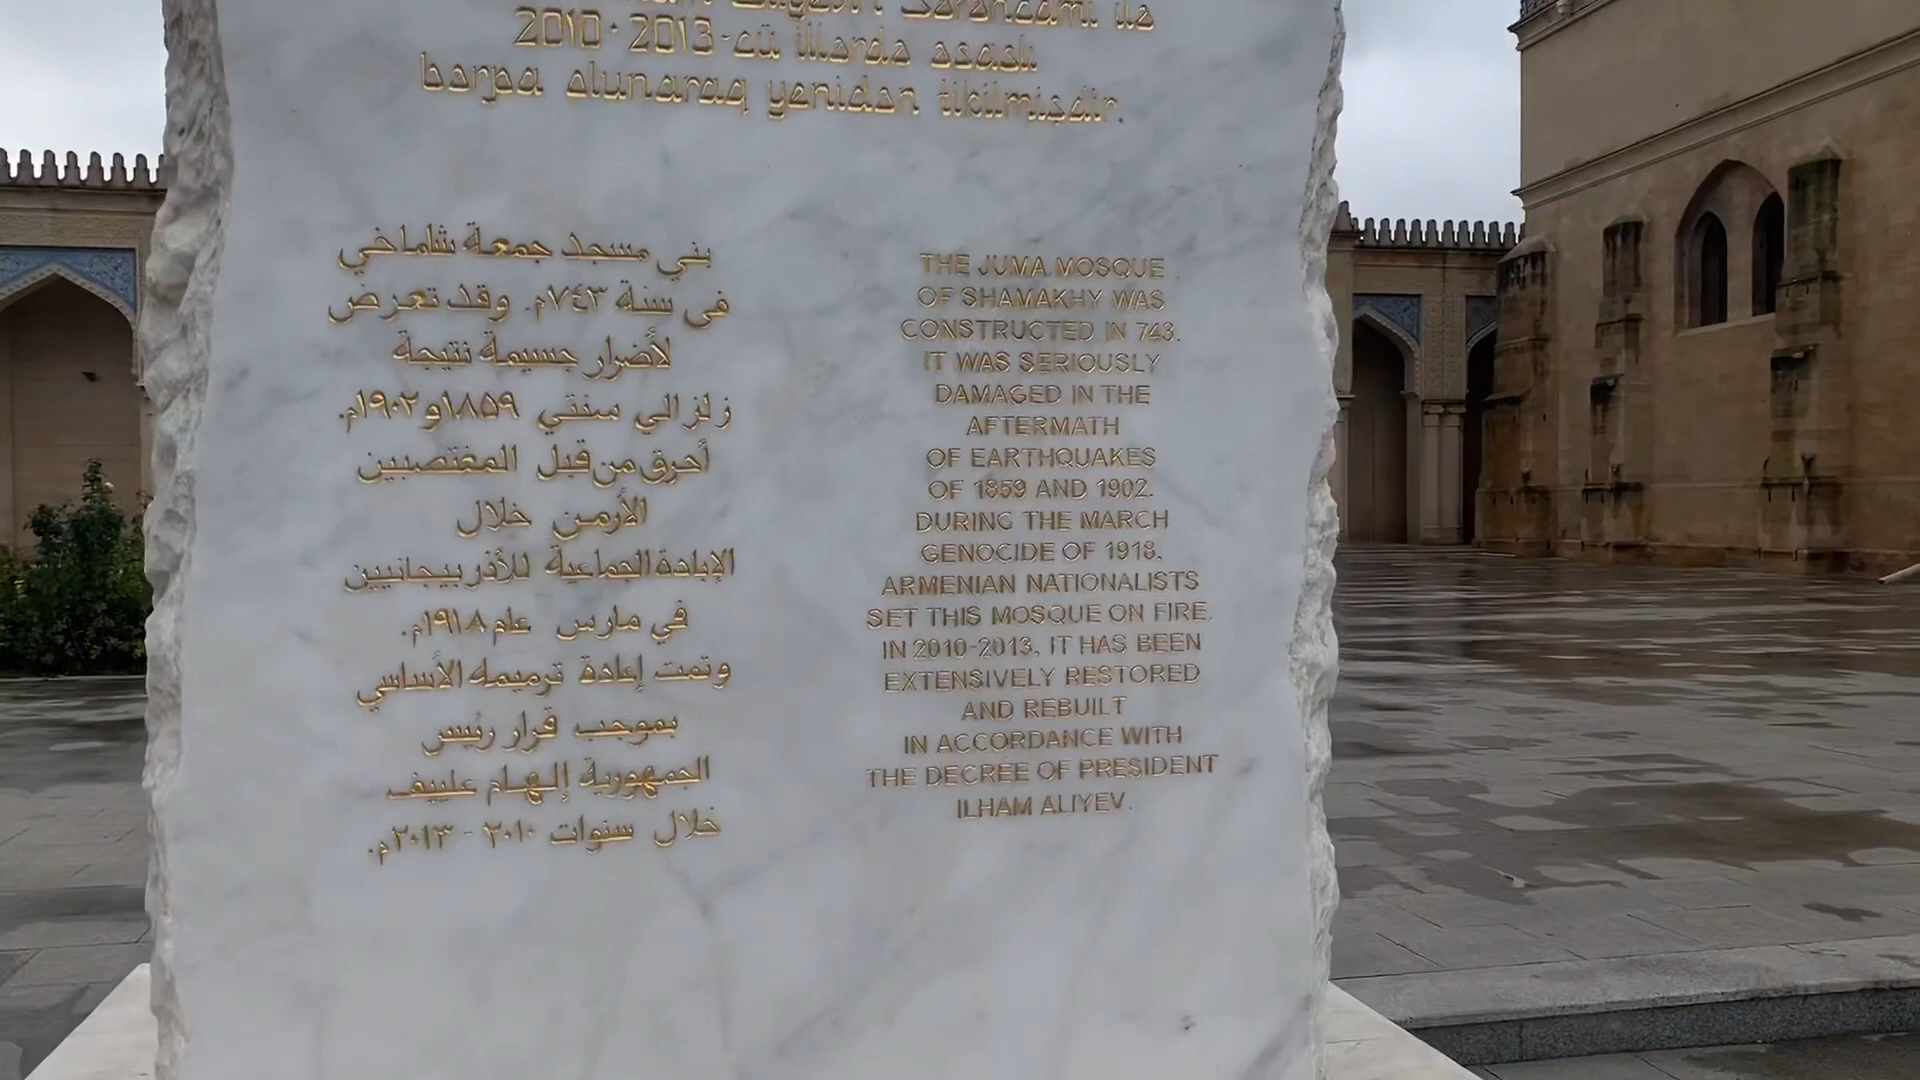 ilə
2010-2013-cü illərdə əsaslı
bərpa olunaraq yenidən tikilmişdir.
بني مسجد جمعة شاماخي
في سنة ٧٤٣م. وقد تعرض
لأضرار جسيمة نتيجة
زلزالي سنتي ١٨٥٩و١٩٠٢م.
أحرق من قبل المغتصبين
الأرمن خلال
الإبادة الجماعية للأذربيجانيين
في مارس عام ١٩١٨م.
وتمت إعادة ترميمه الأساسي
بموجب قرار رئيس
الجمهورية إلهام علييف
خلال سنوات ٢٠١٠ - ٢٠١٣م.
THE JUMA MOSQUE
OF SHAMAKHY WAS
CONSTRUCTED IN 743.
IT WAS SERIOUSLY
DAMAGED IN THE
AFTERMATH
OF EARTHQUAKES
OF 1859 AND 1902.
DURING THE MARCH
GENOCIDE OF 1918.
ARMENIAN NATIONALISTS
SET THIS MOSQUE ON FIRE.
IN 2010-2013, IT HAS BEEN
EXTENSIVELY RESTORED
AND REBUILT
IN ACCORDANCE WITH
THE DECREE OF PRESIDENT
ILHAM ALIYEV.